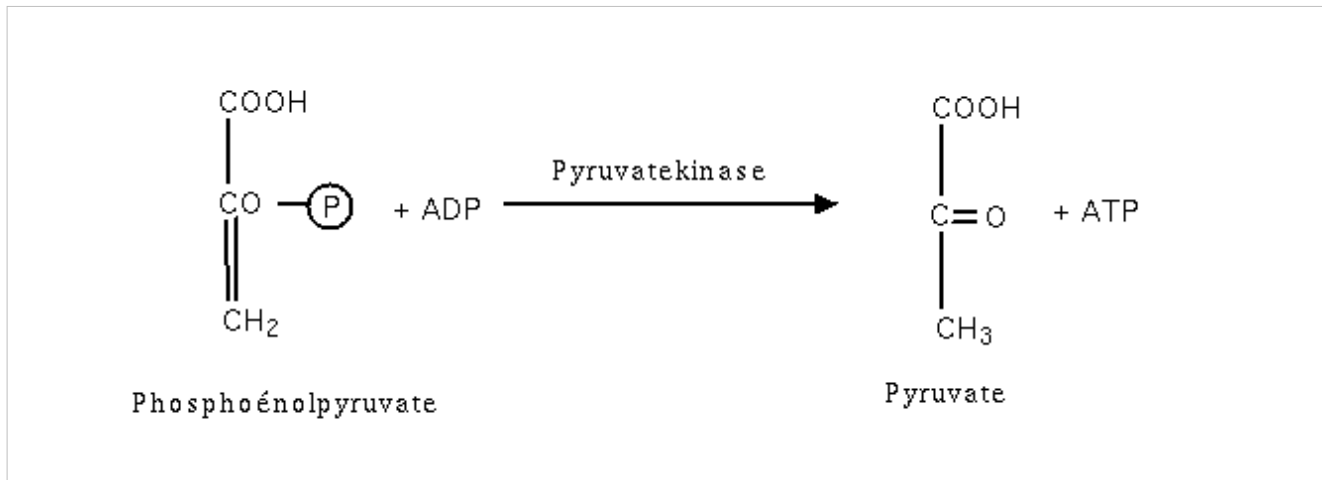 COOH
COOH
Pyruvatekinase
CO P + ADP
C=O + ATP
CH2
CH3
Phosphoénolpyruvate
Pyruvate